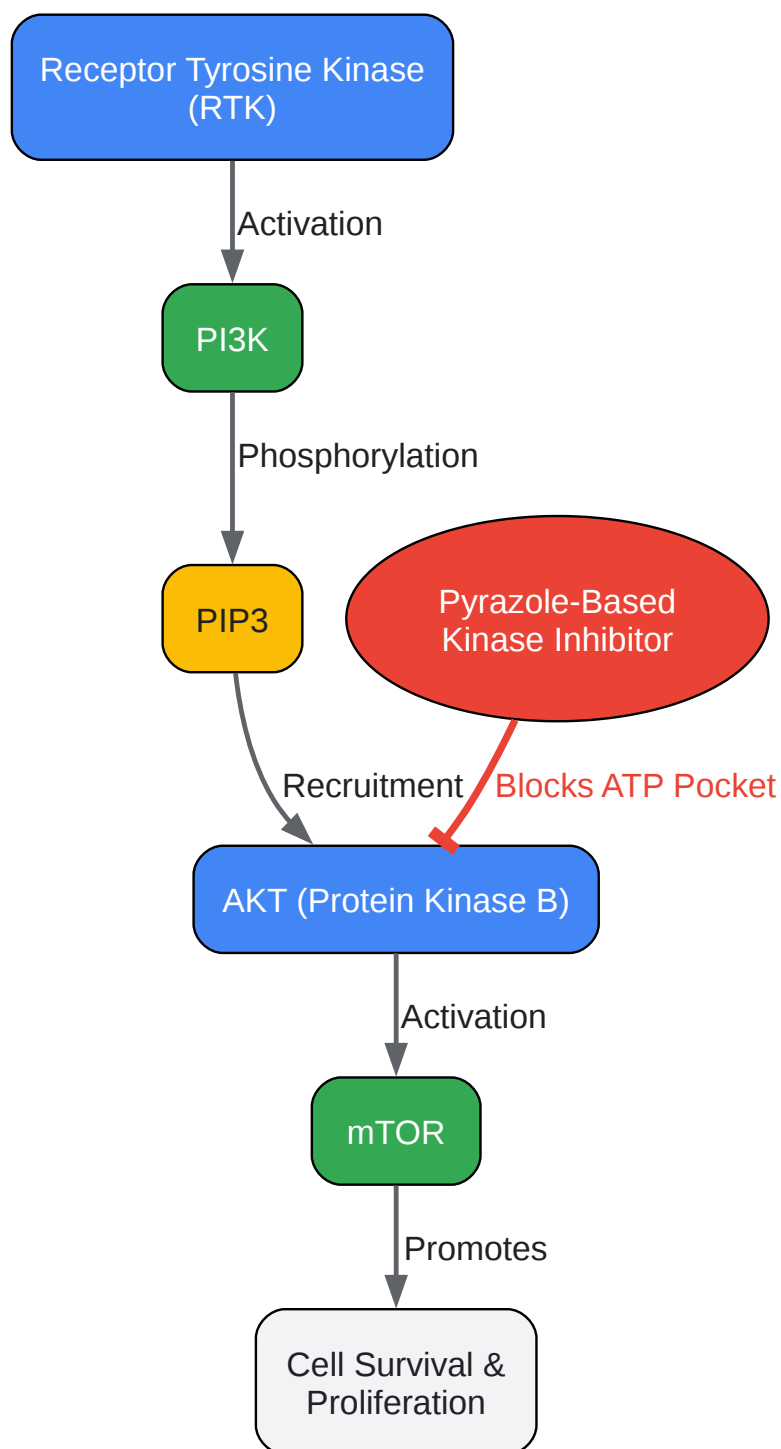 Receptor Tyrosine Kinase
(RTK)
Activation
PI3K
Phosphorylation
PIP3
Pyrazole-Based
Kinase Inhibitor
Recruitment
Blocks ATP Pocket
AKT (Protein Kinase B)
Activation
mTOR
Promotes
Cell Survival &
Proliferation